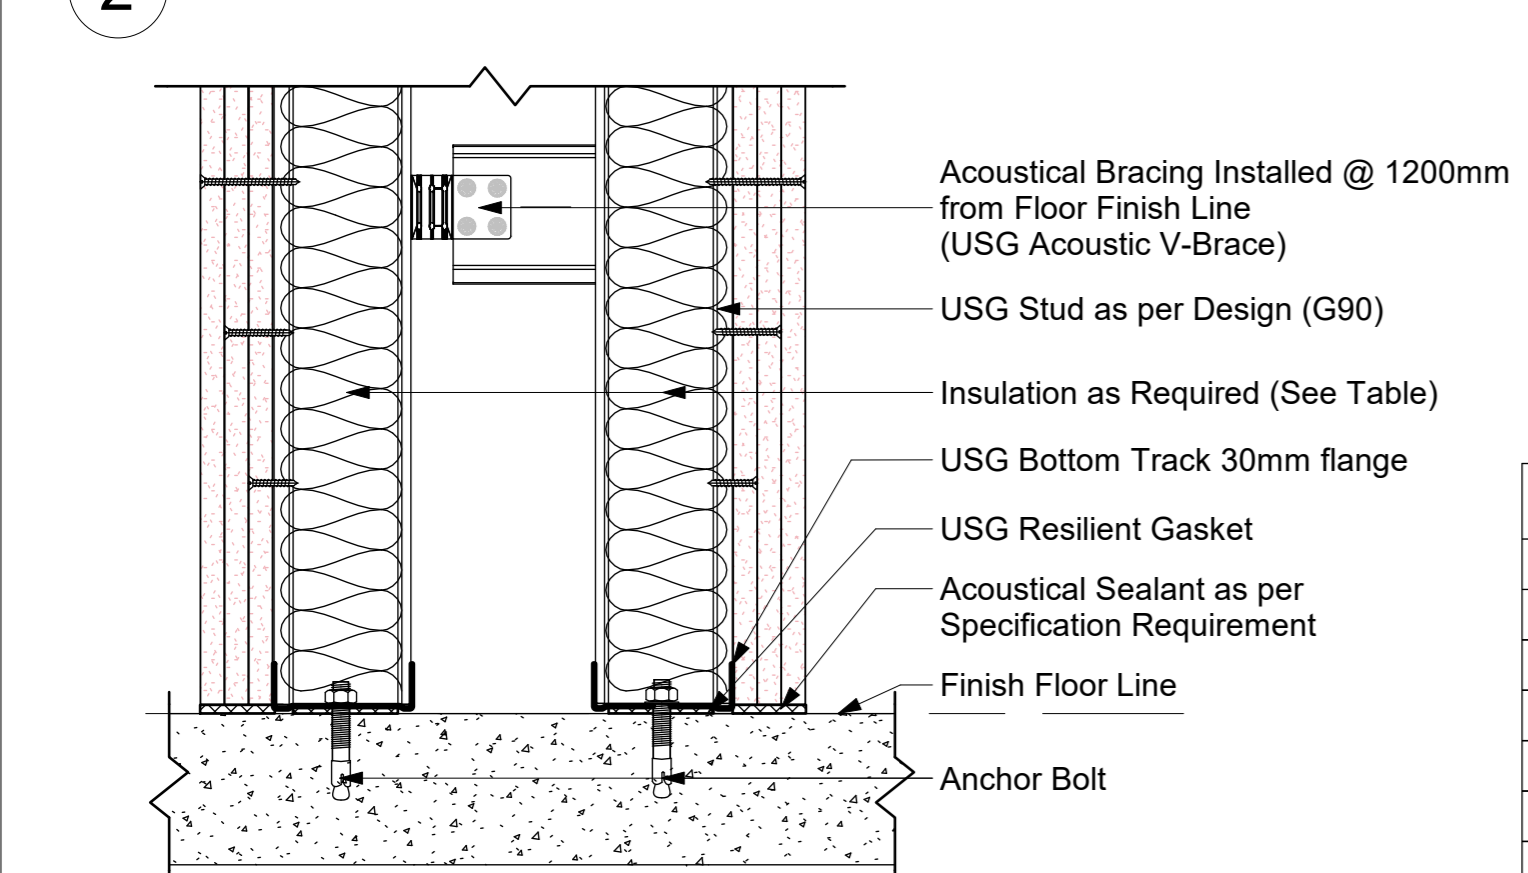 2
Acoustical Bracing Installed @ 1200mm
from Floor Finish Line
(USG Acoustic V-Brace)
USG Stud as per Design (G90)
Insulation as Required (See Table)
USG Bottom Track 30mm flange
USG Resilient Gasket
Acoustical Sealant as per
Specification Requirement
Finish Floor Line
Anchor Bolt